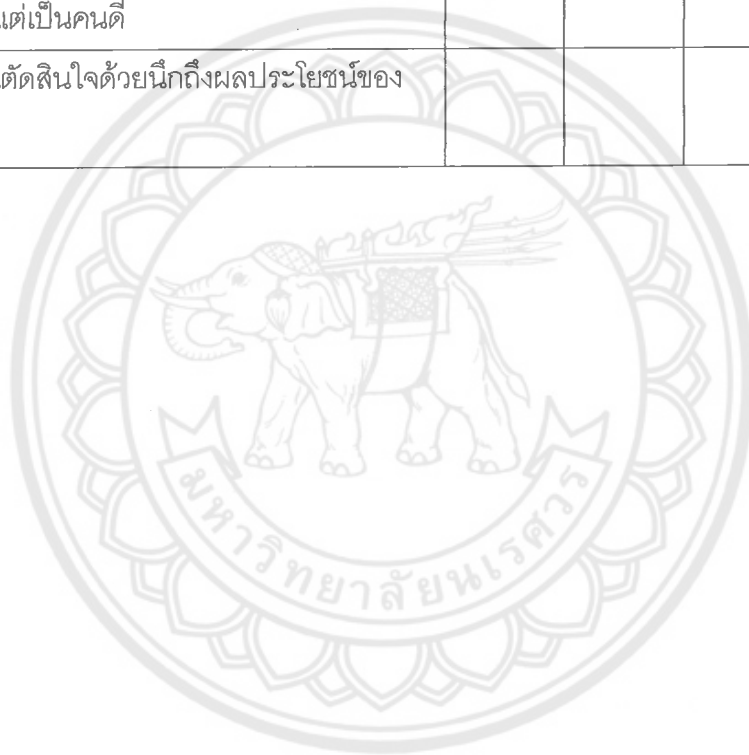 แต่เป็นคนดี
ตัดสินใจด้วยนึกถึงผลประโยชน์ของ
มหาวิทยาลัยนเรศวร